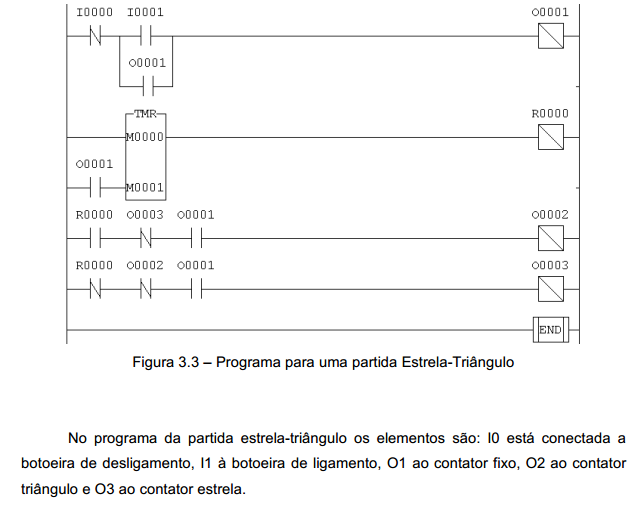 I0000 I0001 O0001
O0001
TMR R0000
M0000
O0001
M0001
R0000 O0003 O0001 O0002
R0000 O0002 O0001 O0003
END
Figura 3.3 – Programa para uma partida Estrela-Triângulo
No programa da partida estrela-triângulo os elementos são: I0 está conectada a
botoeira de desligamento, I1 à botoeira de ligamento, O1 ao contator fixo, O2 ao contator
triângulo e O3 ao contator estrela.